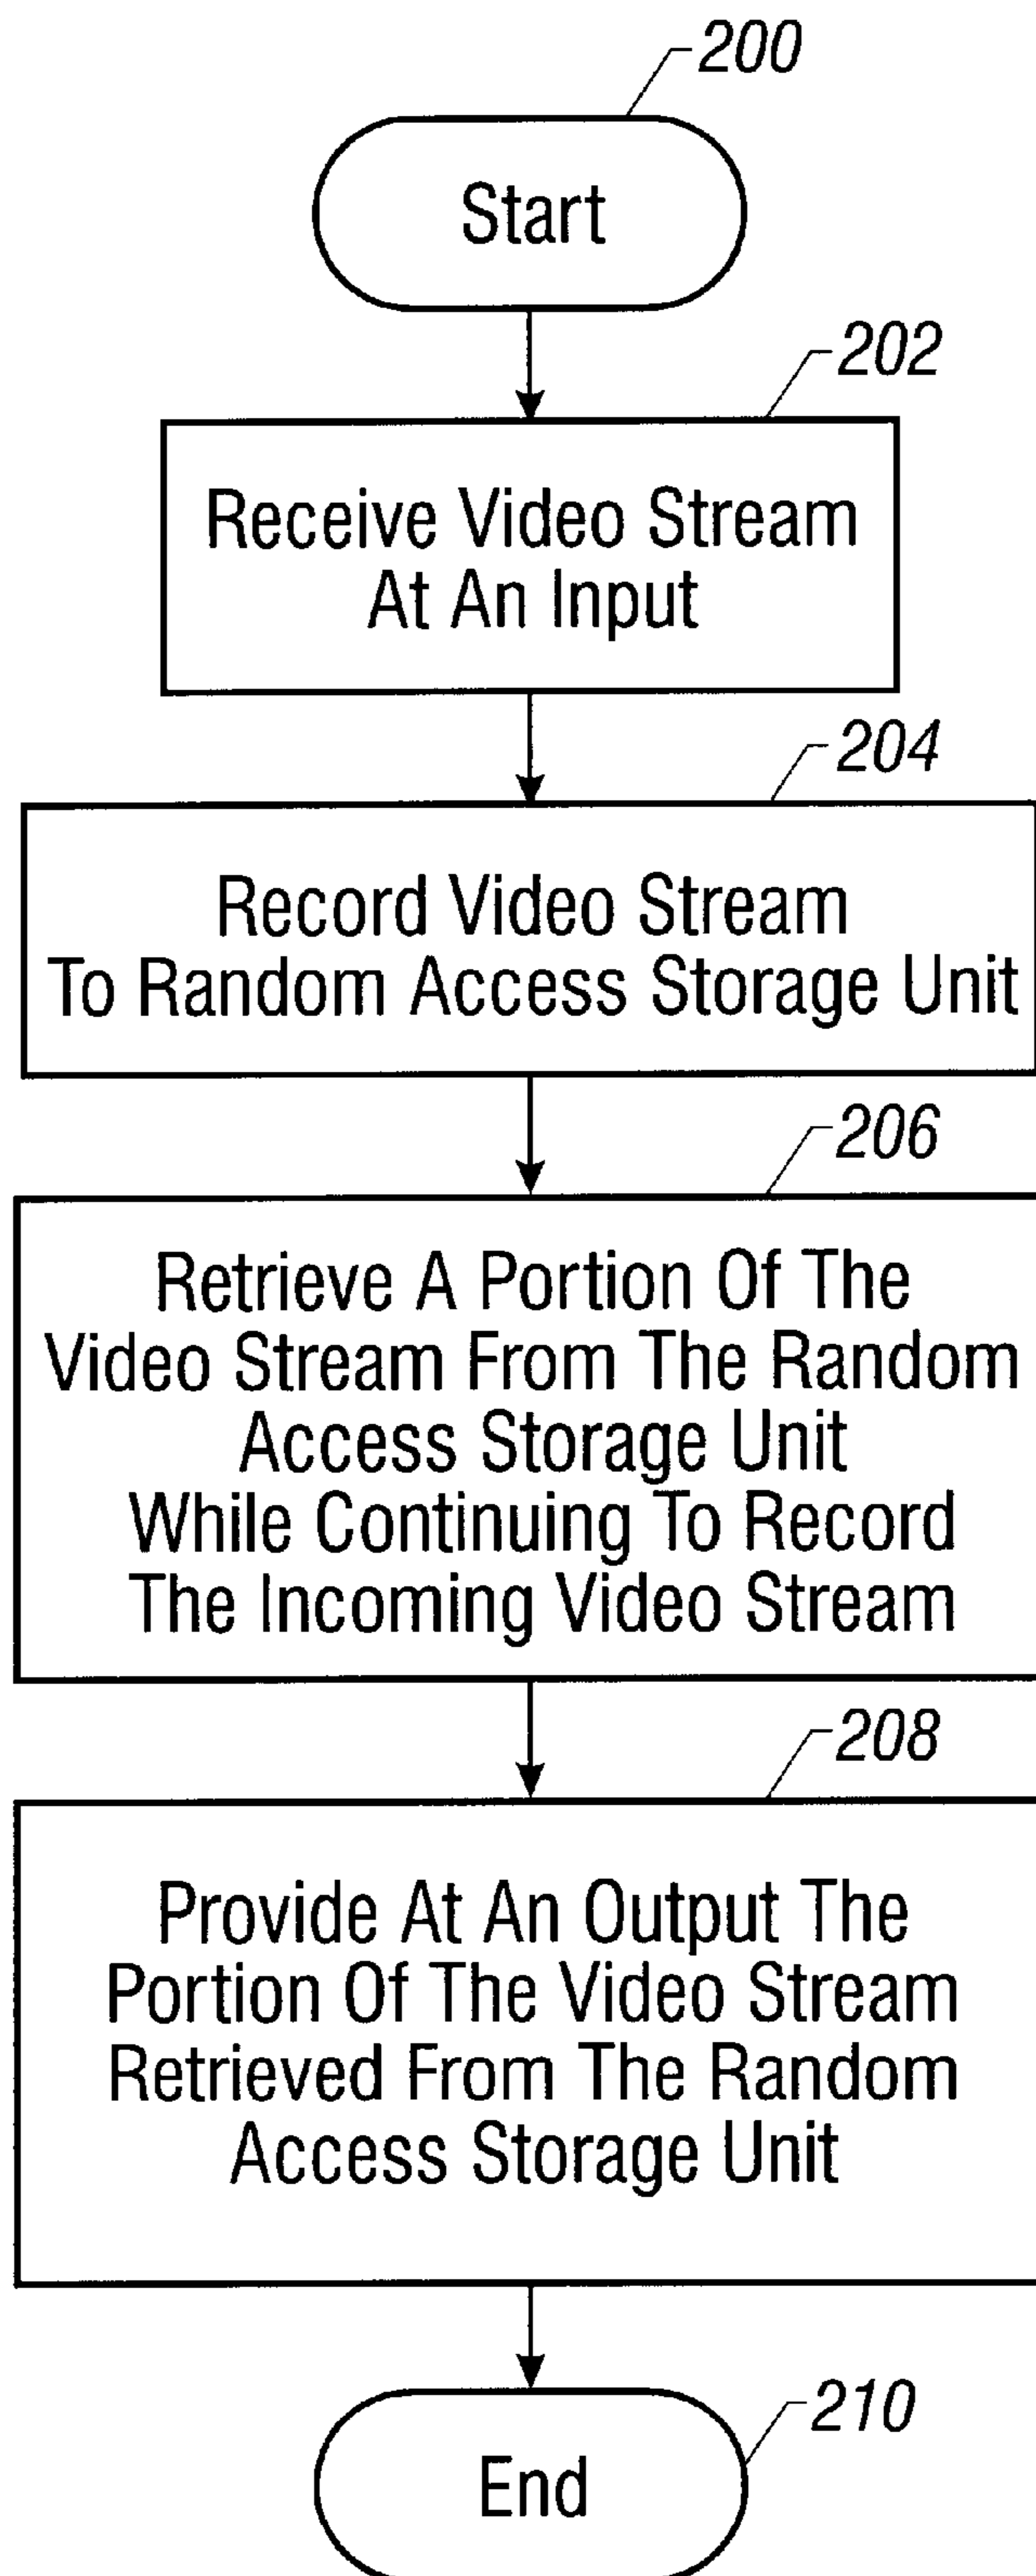 200
Start
202
Receive Video Stream
At An Input
204
Record Video Stream
To Random Access Storage Unit
206
Retrieve A Portion Of The
Video Stream From The Random
Access Storage Unit
While Continuing To Record
The Incoming Video Stream
208
Provide At An Output The
Portion Of The Video Stream
Retrieved From The Random
Access Storage Unit
210
End